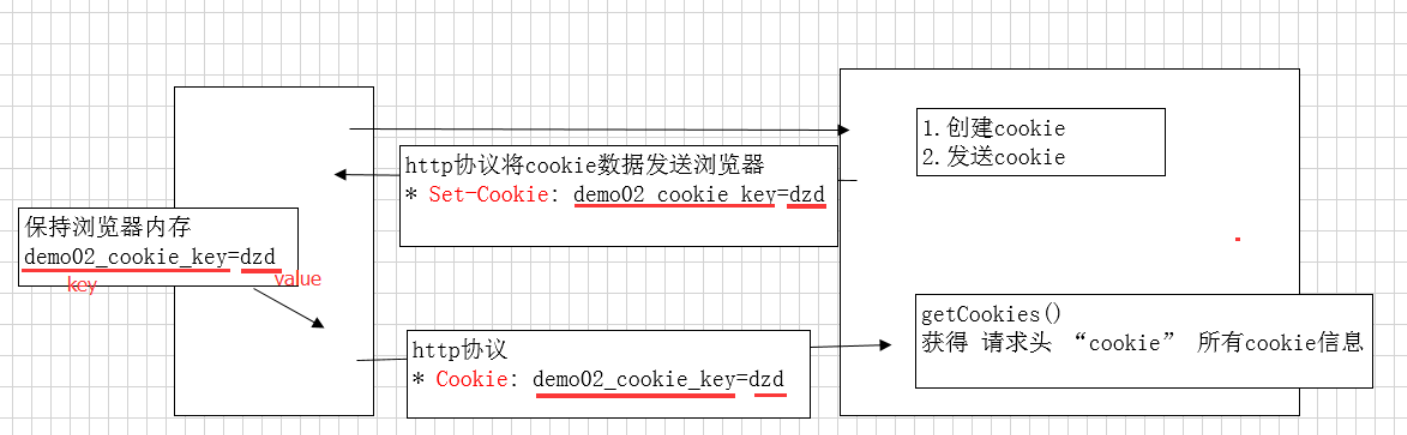 1.创建cookie
2.发送cookie
http协议将cookie数据发送浏览器
* Set-Cookie: demo02_cookie_key=dzd
保持浏览器内存
demo02_cookie_key=dzd
key
value
getCookies()
获得 请求头 “cookie” 所有cookie信息
http协议
* Cookie: demo02_cookie_key=dzd